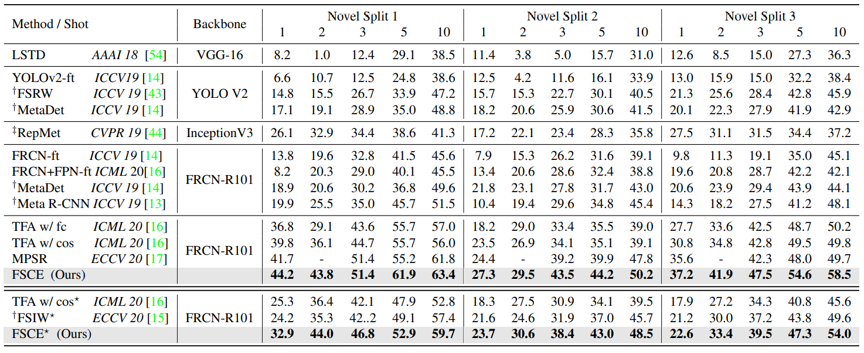 Method / Shot Backbone Novel Split 1 Novel Split 2 Novel Split 3
1 2 3 5 10 1 2 3 5 10 1 2 3 5 10
LSTD AAAI 18 [54] VGG-16 8.2 1.0 12.4 29.1 38.5 11.4 3.8 5.0 15.7 31.0 12.6 8.5 15.0 27.3 36.3
YOLOv2-ft ICCV19 [14] 6.6 10.7 12.5 24.8 38.6 12.5 4.2 11.6 16.1 33.9 13.0 15.9 15.0 32.2 38.4
†FSRW ICCV 19 [43] YOLO V2 14.8 15.5 26.7 33.9 47.2 15.7 15.3 22.7 30.1 40.5 21.3 25.6 28.4 42.8 45.9
†MetaDet ICCV 19 [14] 17.1 19.1 28.9 35.0 48.8 18.2 20.6 25.9 30.6 41.5 20.1 22.3 27.9 41.9 42.9
‡RepMet CVPR 19 [44] InceptionV3 26.1 32.9 34.4 38.6 41.3 17.2 22.1 23.4 28.3 35.8 27.5 31.1 31.5 34.4 37.2
FRCN-ft ICCV 19 [14] 13.8 19.6 32.8 41.5 45.6 7.9 15.3 26.2 31.6 39.1 9.8 11.3 19.1 35.0 45.1
FRCN+FPN-ft ICML 20[16] FRCN-R101 8.2 20.3 29.0 40.1 45.5 13.4 20.6 28.6 32.4 38.8 19.6 20.8 28.7 42.2 42.1
†MetaDet ICCV 19 [14] 18.9 20.6 30.2 36.8 49.6 21.8 23.1 27.8 31.7 43.0 20.6 23.9 29.4 43.9 44.1
†Meta R-CNN ICCV 19 [13] 19.9 25.5 35.0 45.7 51.5 10.4 19.4 29.6 34.8 45.4 14.3 18.2 27.5 41.2 48.1
TFA w/ fc ICML 20 [16] 36.8 29.1 43.6 55.7 57.0 18.2 29.0 33.4 35.5 39.0 27.7 33.6 42.5 48.7 50.2
TFA w/ cos ICML 20 [16] FRCN-R101 39.8 36.1 44.7 55.7 56.0 23.5 26.9 34.1 35.1 39.1 30.8 34.8 42.8 49.5 49.8
MPSR ECCV 20 [17] 41.7 - 51.4 55.2 61.8 24.4 - 39.2 39.9 47.8 35.6 - 42.3 48.0 49.7
FSCE (Ours) 44.2 43.8 51.4 61.9 63.4 27.3 29.5 43.5 44.2 50.2 37.2 41.9 47.5 54.6 58.5
TFA w/ cos* ICML 20 [16] 25.3 36.4 42.1 47.9 52.8 18.3 27.5 30.9 34.1 39.5 17.9 27.2 34.3 40.8 45.6
†FSIW* ECCV 20 [15] FRCN-R101 24.2 35.3 42..2 49.1 57.4 21.6 24.6 31.9 37.0 45.7 21.2 30.0 37.2 43.8 49.6
FSCE* (Ours) 32.9 44.0 46.8 52.9 59.7 23.7 30.6 38.4 43.0 48.5 22.6 33.4 39.5 47.3 54.0